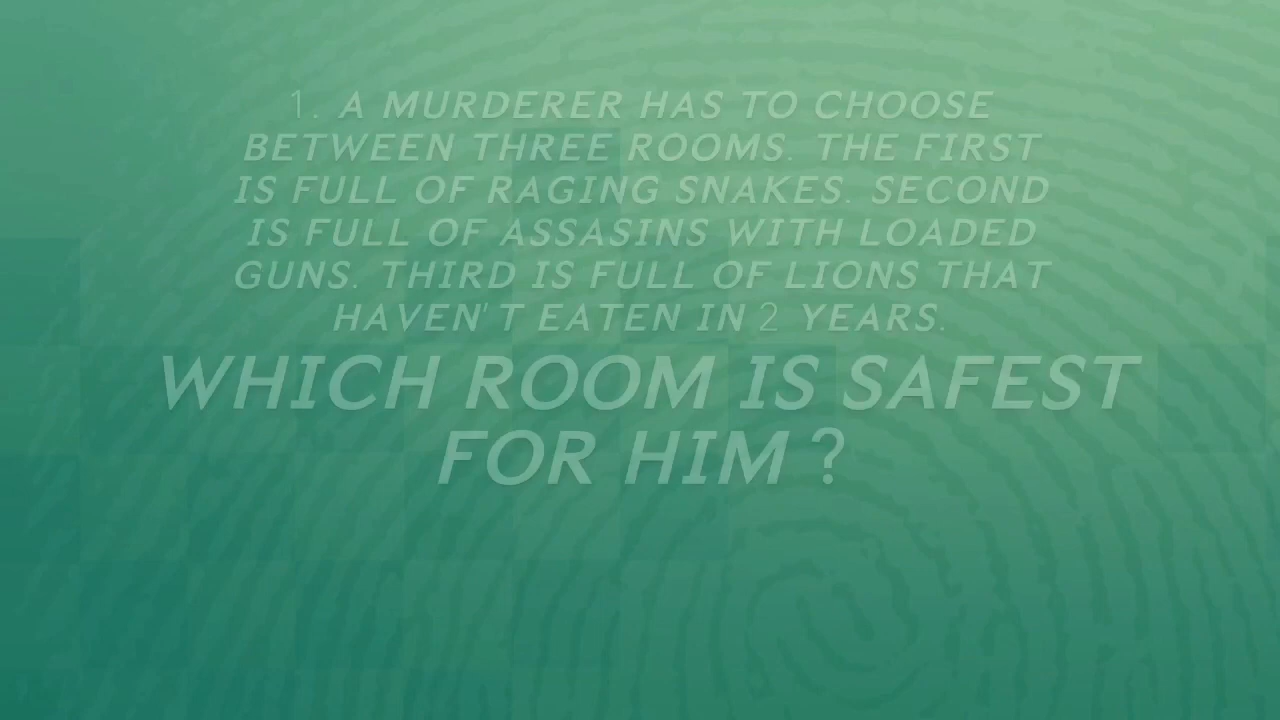 1. A MURDERER HAS TO CHOOSE
BETWEEN THREE ROOMS. THE FIRST
IS FULL OF RAGING SNAKES. SECOND
IS FULL OF ASSASINS WITH LOADED
GUNS. THIRD IS FULL OF LIONS THAT
HAVEN'T EATEN IN 2 YEARS.
WHICH ROOM IS SAFEST
FOR HIM ?